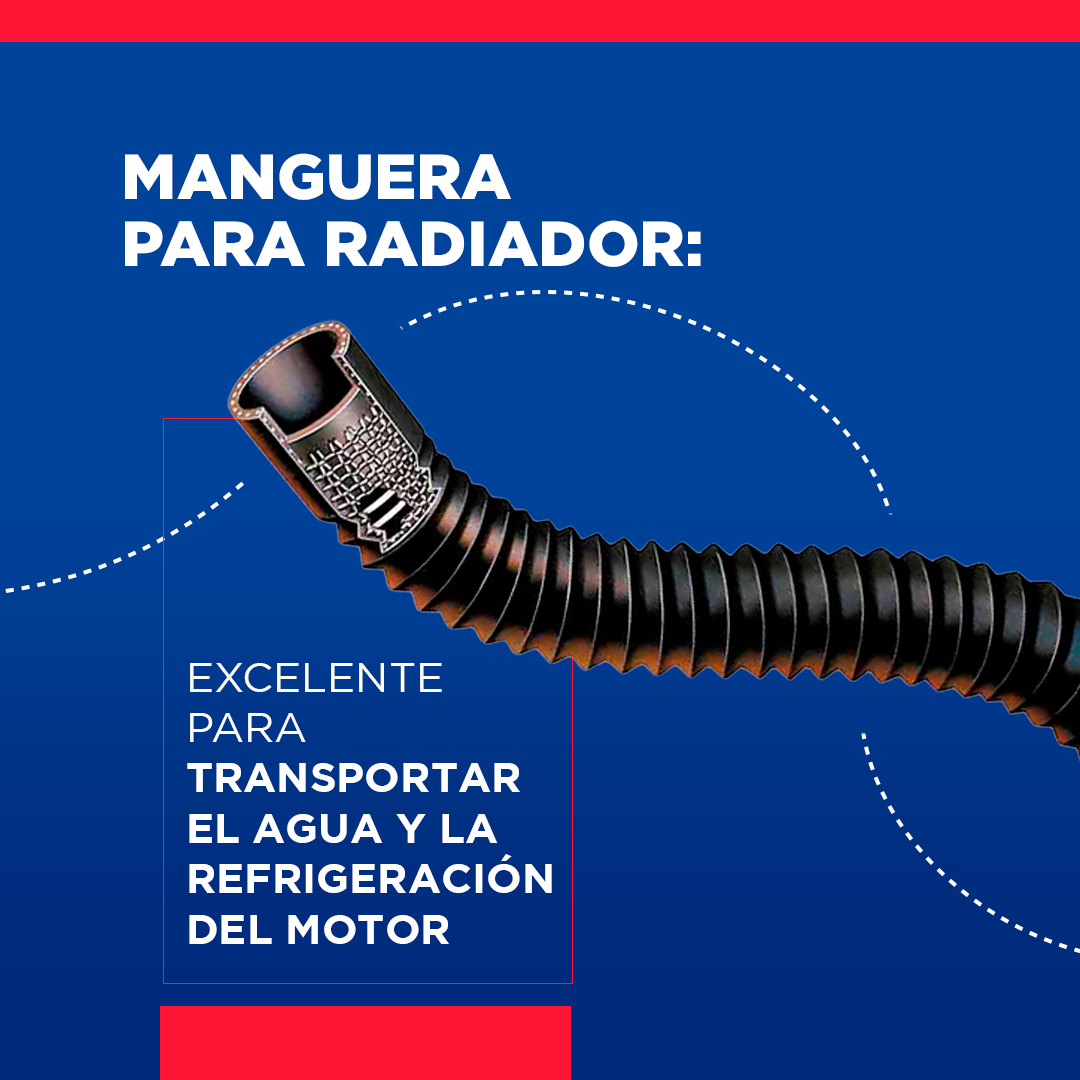 MANGUERA
PARA RADIADOR:
EXCELENTE
PARA
TRANSPORTAR
EL AGUA Y LA
REFRIGERACIÓN
DEL MOTOR